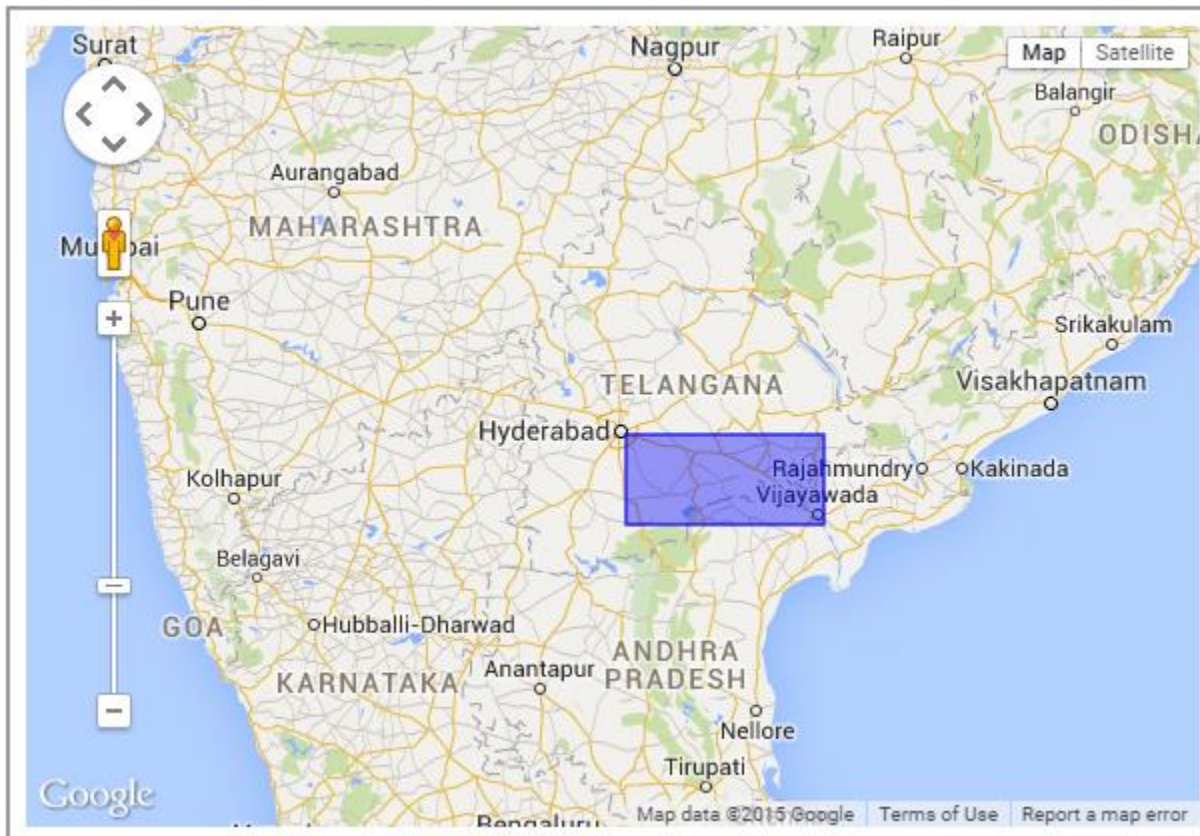 Surat
Nagpur
Raipur
Map
Satellite
Balangir
ODISHA
Aurangabad
MAHARASHTRA
Pune
Srikakulam
TELANGANA
Visakhapatnam
Hyderabad
Rajahmundry
Kakinada
Kolhapur
Vijayawada
Belagavi
GOA
Hubballi-Dharwad
ANDHRA
PRADESH
Anantapur
KARNATAKA
Nellore
Tirupati
Google
Map data ©2015 Google
Terms of Use
Report a map error
Bengaluru